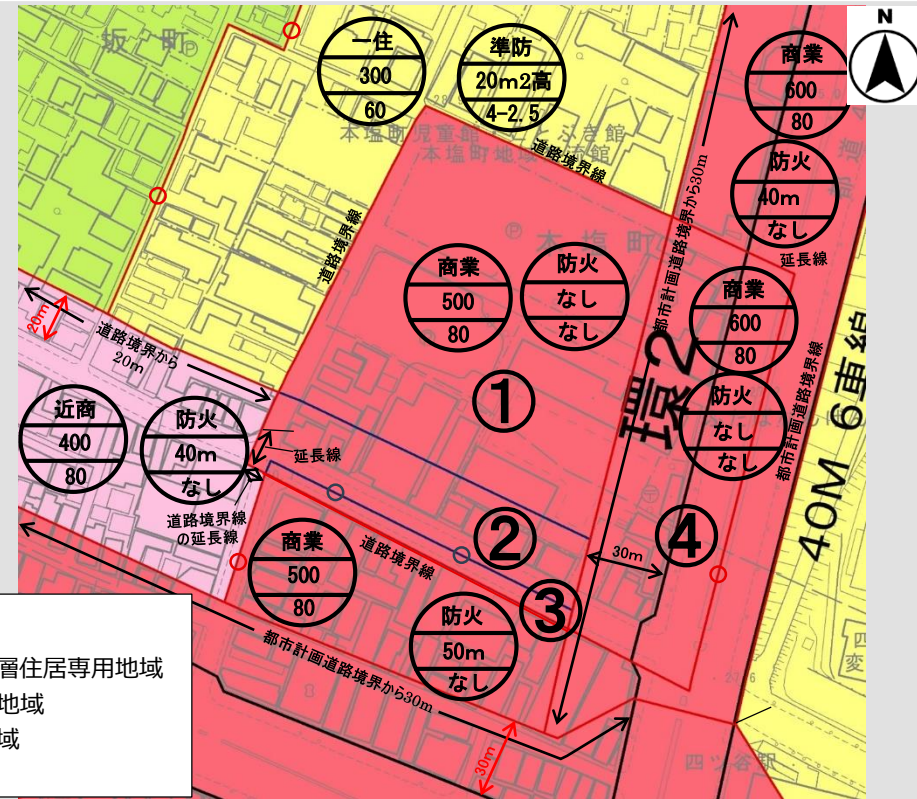 N
坂町
Ⓟ
一住
300
60
準防
20m2高
4-2.5
商業
600
80
道路境界線
防火
40m
なし
延長線
都市計画道路境界から30m
道路境界線
Ⓟ
本塩町
商業
500
80
防火
なし
なし
商業
600
80
20m
道路境界から
20m
環2
①
防火
なし
なし
都市計画道路境界線
40M 6車線
近商
400
80
防火
40m
なし
延長線
道路境界線
の延長線
②
④
30m
商業
500
80
道路境界線
③
防火
50m
なし
都市計画道路境界から30m
30m
四ツ谷駅
層住居専用地域
地域
域